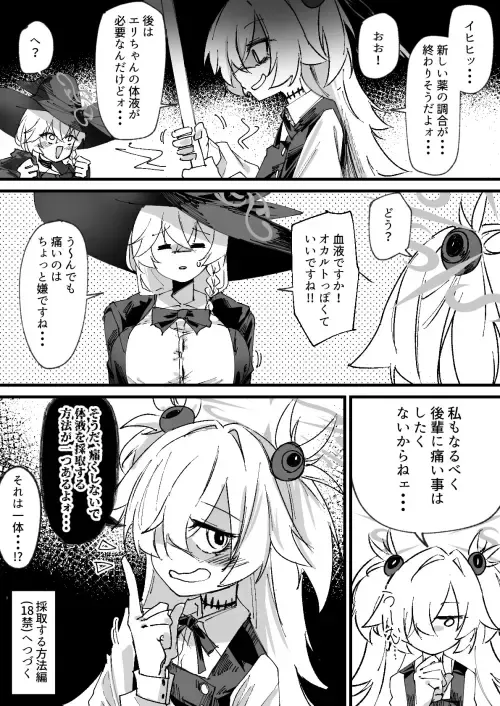 イヒヒッ・・・
新しい薬の調合が
終わりそうだよォ・・・
おお！
後は
エリちゃんの体液が
必要なんだけどォ・・・
へ？
どう？
血液ですか！
オカルトっぽくて
いいですね!!
う～んでも
痛いのは
ちょっと嫌ですね・・・
私もなるべく
後輩に痛い事は
したく
ないからねェ・・・
う～ん
そうだ、痛くしないで
体液を採取する
方法が一つあるよォ・・・
それは一体・・・!?
採取する方法編
(18禁)へつづく